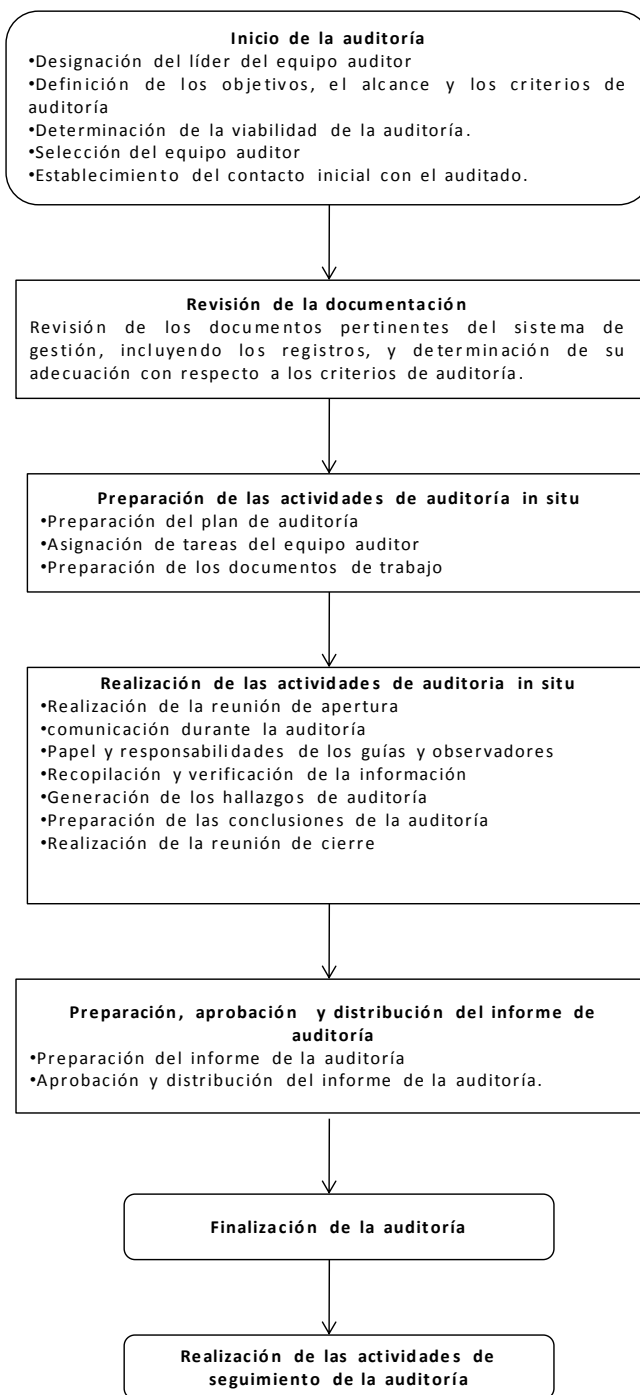 Inicio de la auditoría
•Designación del líder del equipo auditor
•Definición de los objetivos, el alcance y los criterios de
auditoría
•Determinación de la viabilidad de la auditoría.
•Selección del equipo auditor
•Establecimiento del contacto inicial con el auditado.
Revisión de la documentación
Revisión de los documentos pertinentes del sistema de
gestión, incluyendo los registros, y determinación de su
adecuación con respecto a los criterios de auditoría.
Preparación de las actividades de auditoría in situ
•Preparación del plan de auditoría
•Asignación de tareas del equipo auditor
•Preparación de los documentos de trabajo
Realización de las actividades de auditoria in situ
•Realización de la reunión de apertura
•comunicación durante la auditoría
•Papel y responsabilidades de los guías y observadores
•Recopilación y verificación de la información
•Generación de los hallazgos de auditoría
•Preparación de las conclusiones de la auditoría
•Realización de la reunión de cierre
Preparación, aprobación y distribución del informe de
auditoría
•Preparación del informe de la auditoría
•Aprobación y distribución del informe de la auditoría.
Finalización de la auditoría
Realización de las actividades de
seguimiento de la auditoría